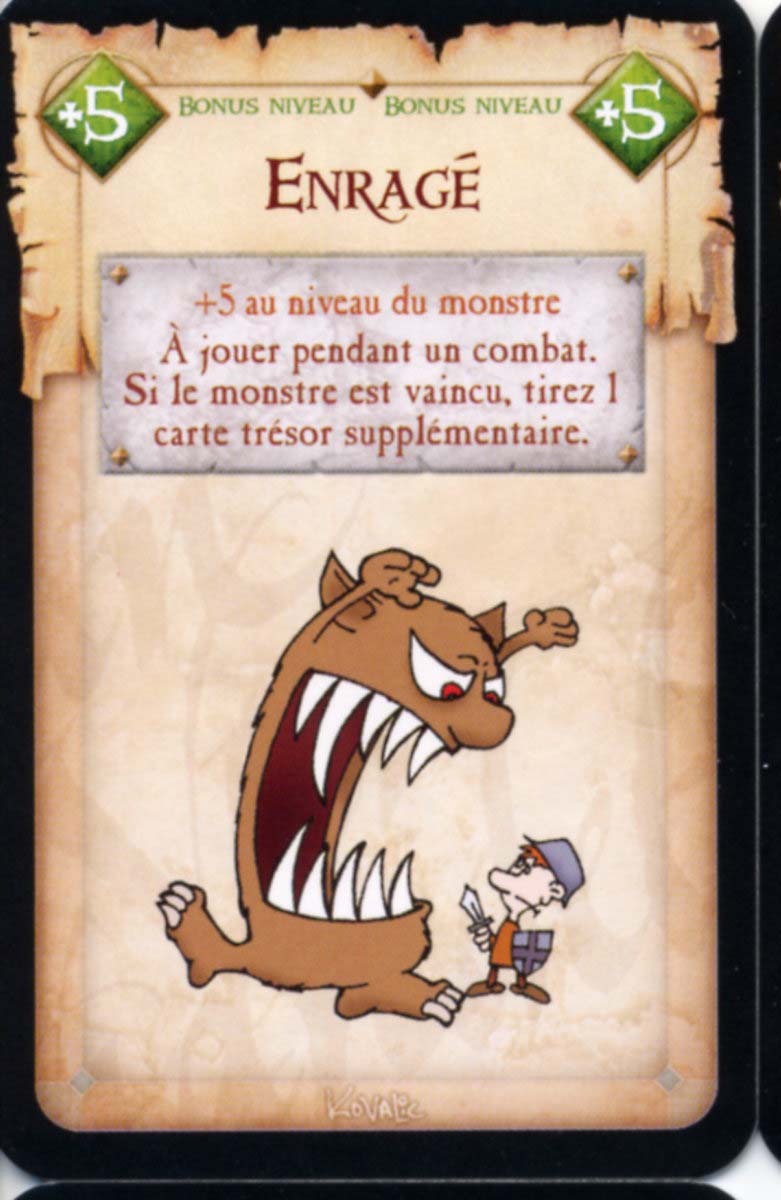 +5 BONUS NIVEAU BONUS NIVEAU +5
ENRAGÉ
+5 au niveau du monstre
À jouer pendant un combat.
Si le monstre est vaincu, tirez 1
carte trésor supplémentaire.
KOVALIC